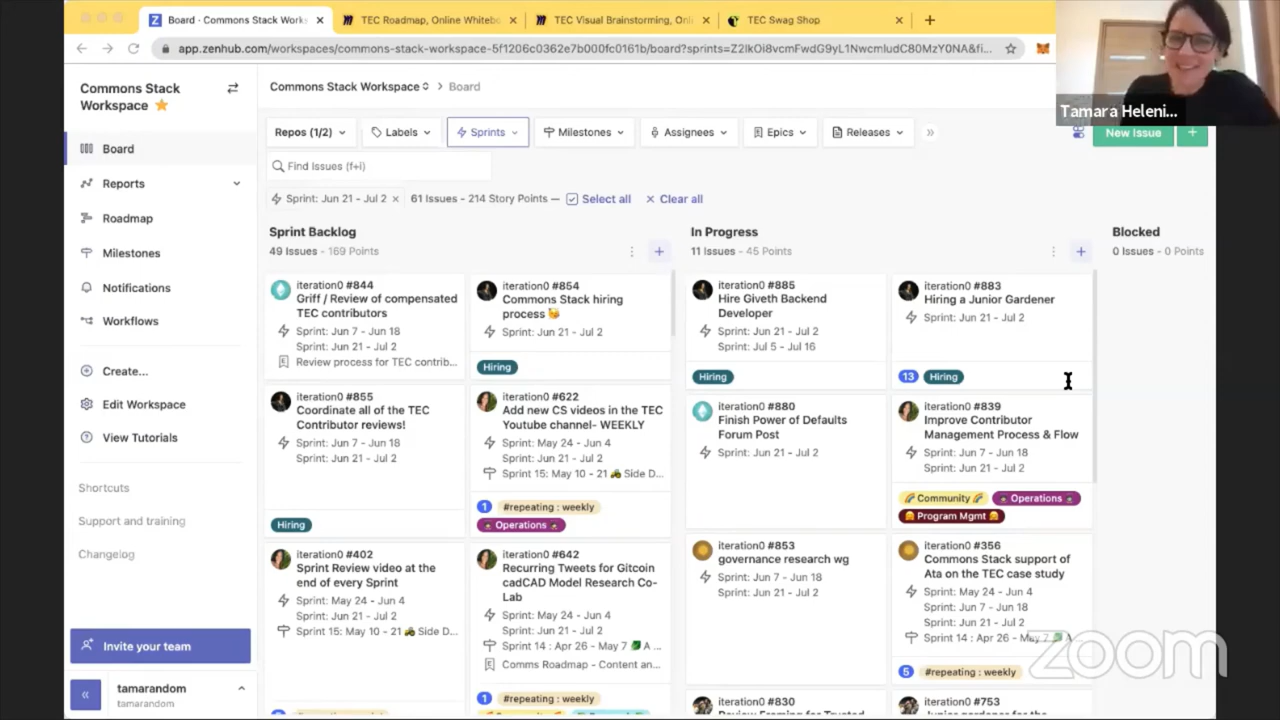 Board · Commons Stack Works
TEC Roadmap, Online Whitebo
TEC Visual Brainstorming, Onl
TEC Swag Shop
app.zenhub.com/workspaces/commons-stack-workspace-5f1206c0362e7b000fc0161b/board?sprints=Z2lkOi8vcmFwdG9yL1NwcmludC80MzY0NA&fi...
Tamara Heleni...
Commons Stack Workspace
Commons Stack Workspace > Board
Board
Reports
Roadmap
Milestones
Notifications
Workflows
Create...
Edit Workspace
View Tutorials
Shortcuts
Support and training
Changelog
Invite your team
tamarandom
tamarandom
Repos (1/2)
Labels
Sprints
Milestones
Assignees
Epics
Releases
New Issue
Find Issues (f+i)
Sprint: Jun 21 - Jul 2 × 61 Issues - 214 Story Points — Select all × Clear all
Sprint Backlog
49 Issues - 169 Points
iteration0 #844
Griff / Review of compensated
TEC contributors
Sprint: Jun 7 - Jun 18
Sprint: Jun 21 - Jul 2
Review process for TEC contrib...
iteration0 #855
Coordinate all of the TEC
Contributor reviews!
Sprint: Jun 7 - Jun 18
Sprint: Jun 21 - Jul 2
Hiring
iteration0 #402
Sprint Review video at the
end of every Sprint
Sprint: May 24 - Jun 4
Sprint: Jun 21 - Jul 2
Sprint 15: May 10 - 21 🚜 Side D...
iteration0 #854
Commons Stack hiring
process
Sprint: Jun 21 - Jul 2
Hiring
iteration0 #622
Add new CS videos in the TEC
Youtube channel- WEEKLY
Sprint: May 24 - Jun 4
Sprint: Jun 21 - Jul 2
Sprint 15: May 10 - 21 🚜 Side D...
1 #repeating : weekly
Operations
iteration0 #642
Recurring Tweets for Gitcoin
cadCAD Model Research Co-
Lab
Sprint: May 24 - Jun 4
Sprint: Jun 21 - Jul 2
Sprint 14 : Apr 26 - May 7 A ...
Comms Roadmap - Content an...
1 #repeating : weekly
In Progress
11 Issues - 45 Points
iteration0 #885
Hire Giveth Backend
Developer
Sprint: Jun 21 - Jul 2
Sprint: Jul 5 - Jul 16
Hiring
iteration0 #880
Finish Power of Defaults
Forum Post
Sprint: Jun 21 - Jul 2
iteration0 #853
governance research wg
Sprint: Jun 7 - Jun 18
Sprint: Jun 21 - Jul 2
iteration0 #830
iteration0 #883
Hiring a Junior Gardener
Sprint: Jun 21 - Jul 2
13 Hiring
iteration0 #839
Improve Contributor
Management Process & Flow
Sprint: Jun 7 - Jun 18
Sprint: Jun 21 - Jul 2
🌈 Community 🌈 Operations
Program Mgmt
iteration0 #356
Commons Stack support of
Ata on the TEC case study
Sprint: May 24 - Jun 4
Sprint: Jun 7 - Jun 18
Sprint: Jun 21 - Jul 2
Sprint 14 : Apr 26 - May 7 A
5 #repeating : weekly
iteration0 #753
Blocked
0 Issues - 0 Points
zoom